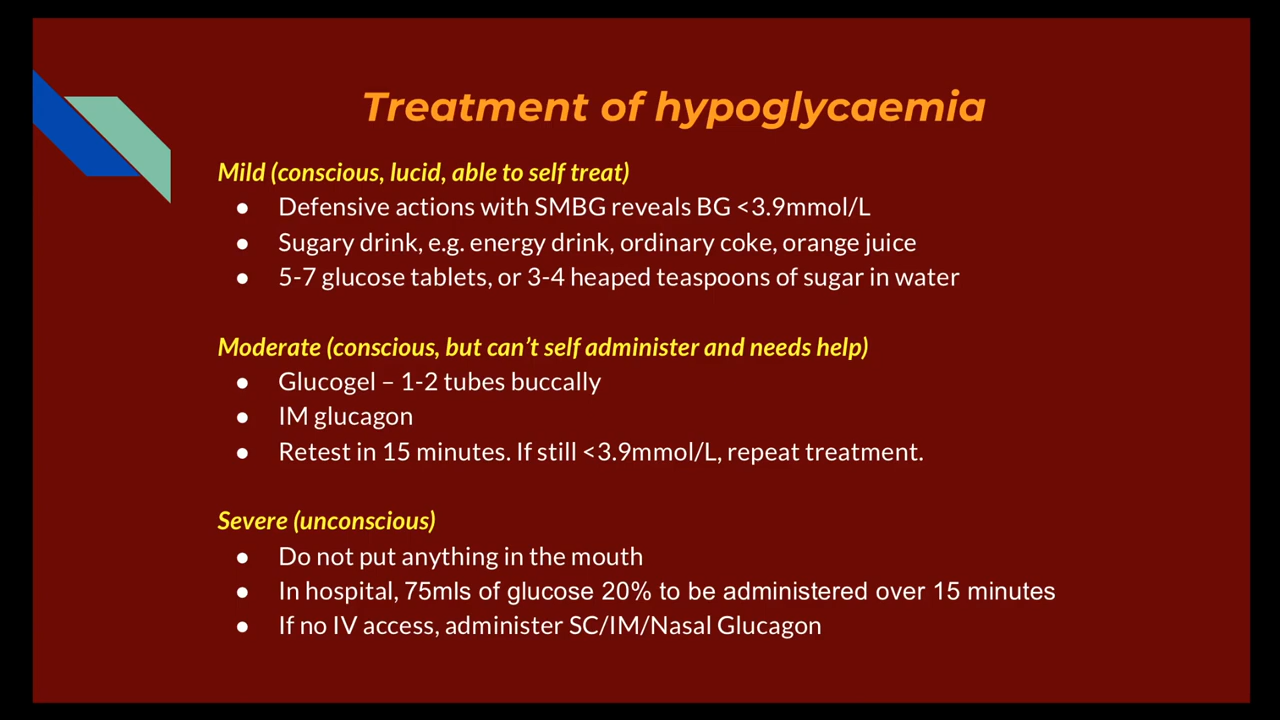 Treatment of hypoglycaemia
Mild (conscious, lucid, able to self treat)
● Defensive actions with SMBG reveals BG <3.9mmol/L
● Sugary drink, e.g. energy drink, ordinary coke, orange juice
● 5-7 glucose tablets, or 3-4 heaped teaspoons of sugar in water
Moderate (conscious, but can’t self administer and needs help)
● Glucogel – 1-2 tubes buccally
● IM glucagon
● Retest in 15 minutes. If still <3.9mmol/L, repeat treatment.
Severe (unconscious)
● Do not put anything in the mouth
● In hospital, 75mls of glucose 20% to be administered over 15 minutes
● If no IV access, administer SC/IM/Nasal Glucagon